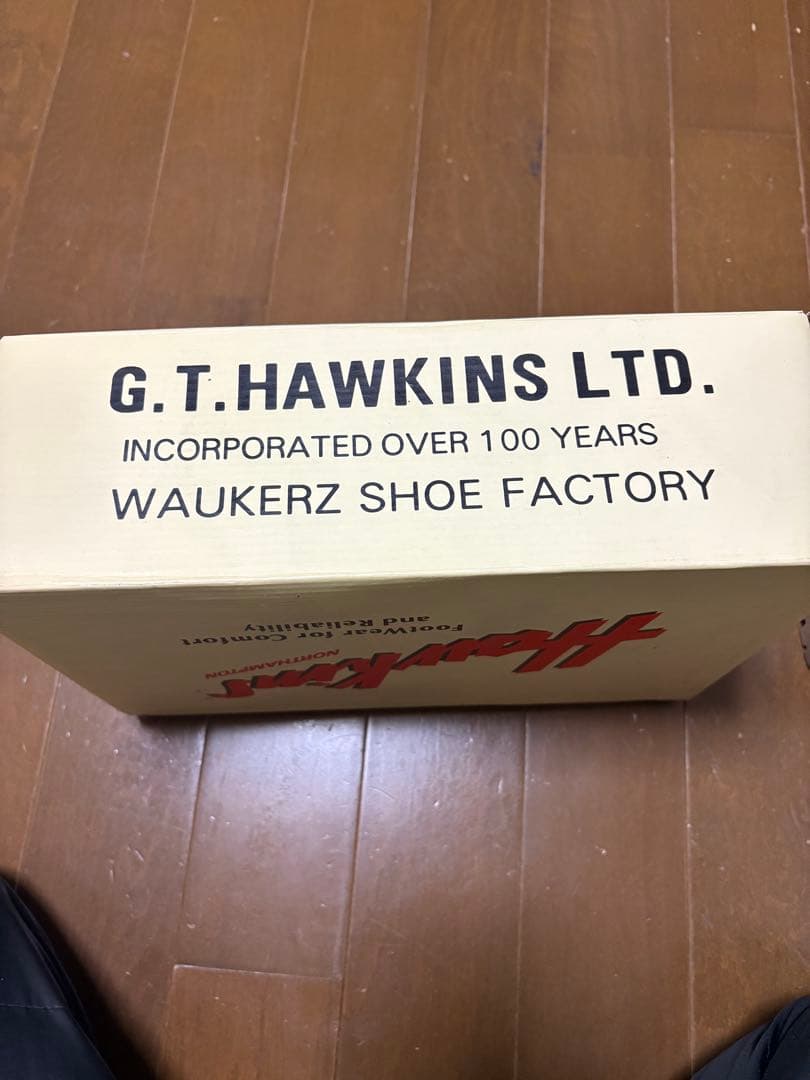 G.T.HAWKINS LTD.
INCORPORATED OVER 100 YEARS
WAUKERZ SHOE FACTORY
Hawkins
NORTHAMPTON
FootWear for Comfort
and Reliability